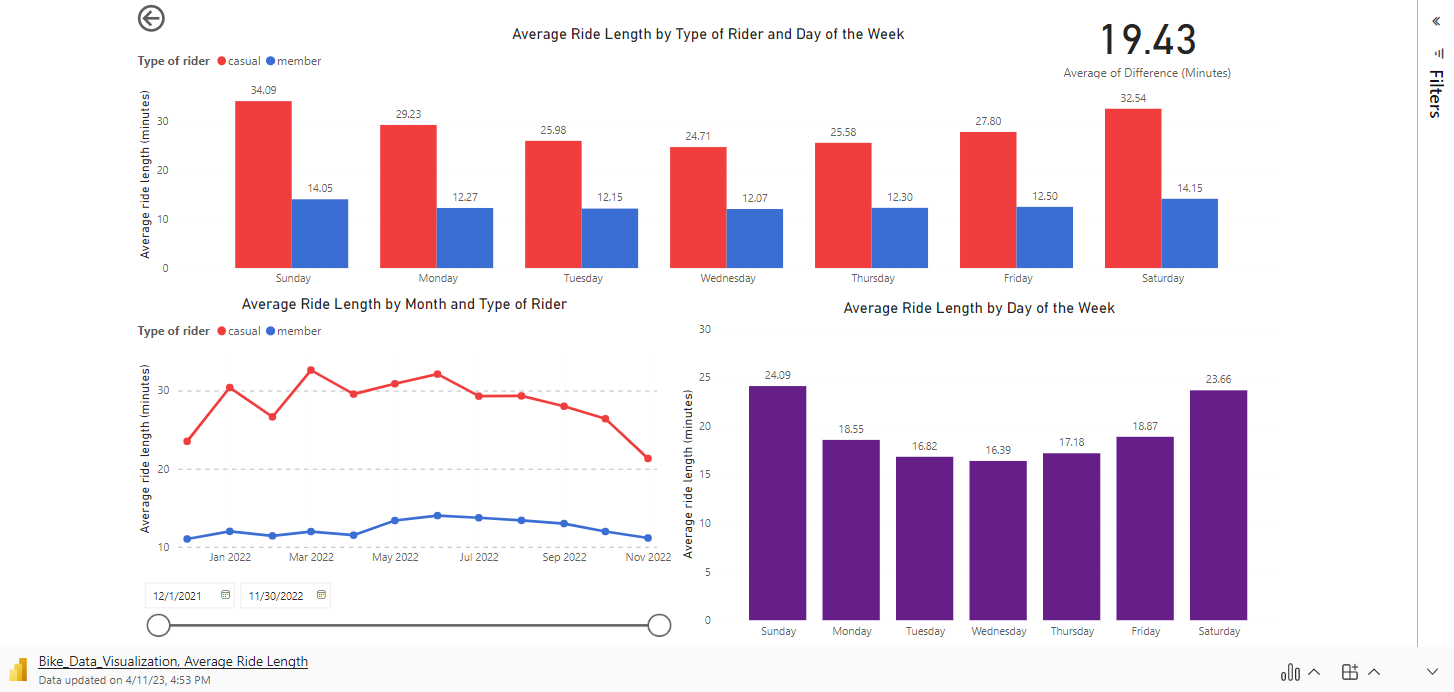 Average Ride Length by Type of Rider and Day of the Week
19.43
Average of Difference (Minutes)
Type of rider casual member
Average ride length (minutes)
30
20
10
0
34.09
14.05
29.23
12.27
25.98
12.15
24.71
12.07
25.58
12.30
27.80
12.50
32.54
14.15
Sunday Monday Tuesday Wednesday Thursday Friday Saturday
Average Ride Length by Month and Type of Rider
Type of rider casual member
Average ride length (minutes)
30
20
10
Jan 2022 Mar 2022 May 2022 Jul 2022 Sep 2022 Nov 2022
12/1/2021 11/30/2022
Average Ride Length by Day of the Week
Average ride length (minutes)
30
25
20
15
10
5
0
24.09
18.55
16.82
16.39
17.18
18.87
23.66
Sunday Monday Tuesday Wednesday Thursday Friday Saturday
Filters
Bike_Data_Visualization, Average Ride Length
Data updated on 4/11/23, 4:53 PM